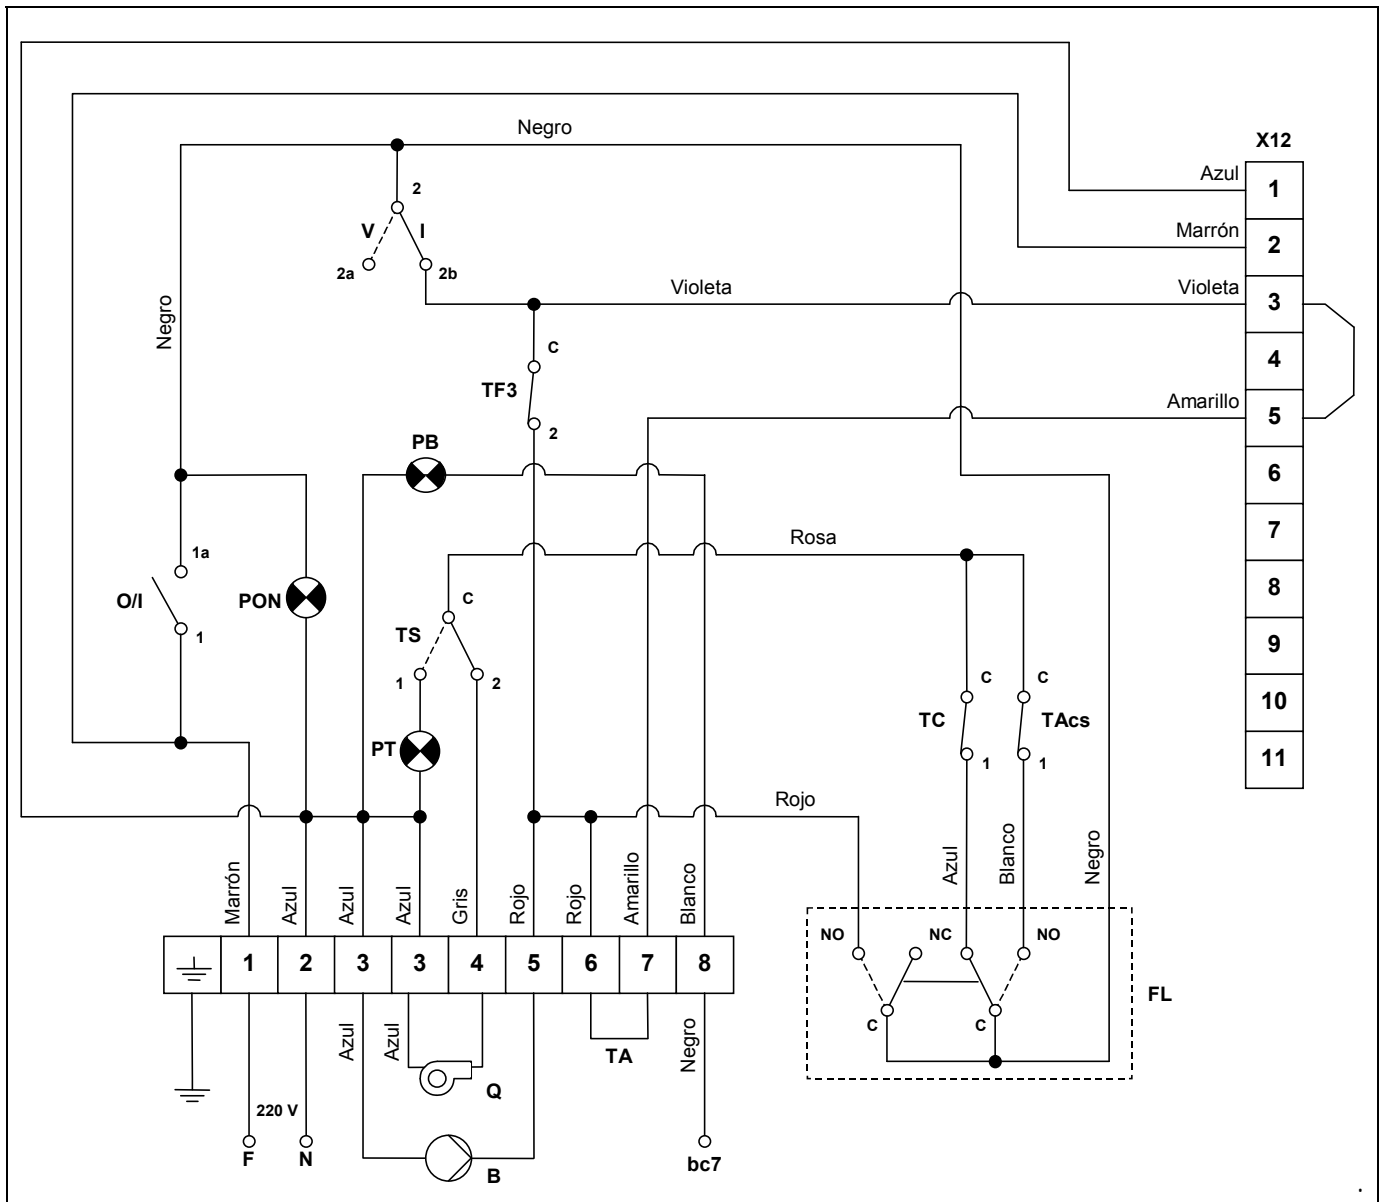 Negro
X12
Azul
1
Marrón
2
2
V
I
2a
2b
Violeta
Violeta
3
Negro
C
4
TF3
Amarillo
5
2
PB
6
Rosa
7
1a
O/I
PON
C
8
1
TS
9
1
2
C
C
10
TC
TAcs
PT
1
1
11
Rojo
Marrón
Azul
Azul
Azul
Gris
Rojo
Rojo
Amarillo
Blanco
Azul
Blanco
Negro
NO
NC
NO
1
2
3
3
4
5
6
7
8
FL
C
C
Azul
Azul
TA
Negro
Q
220 V
F
N
B
bc7
.